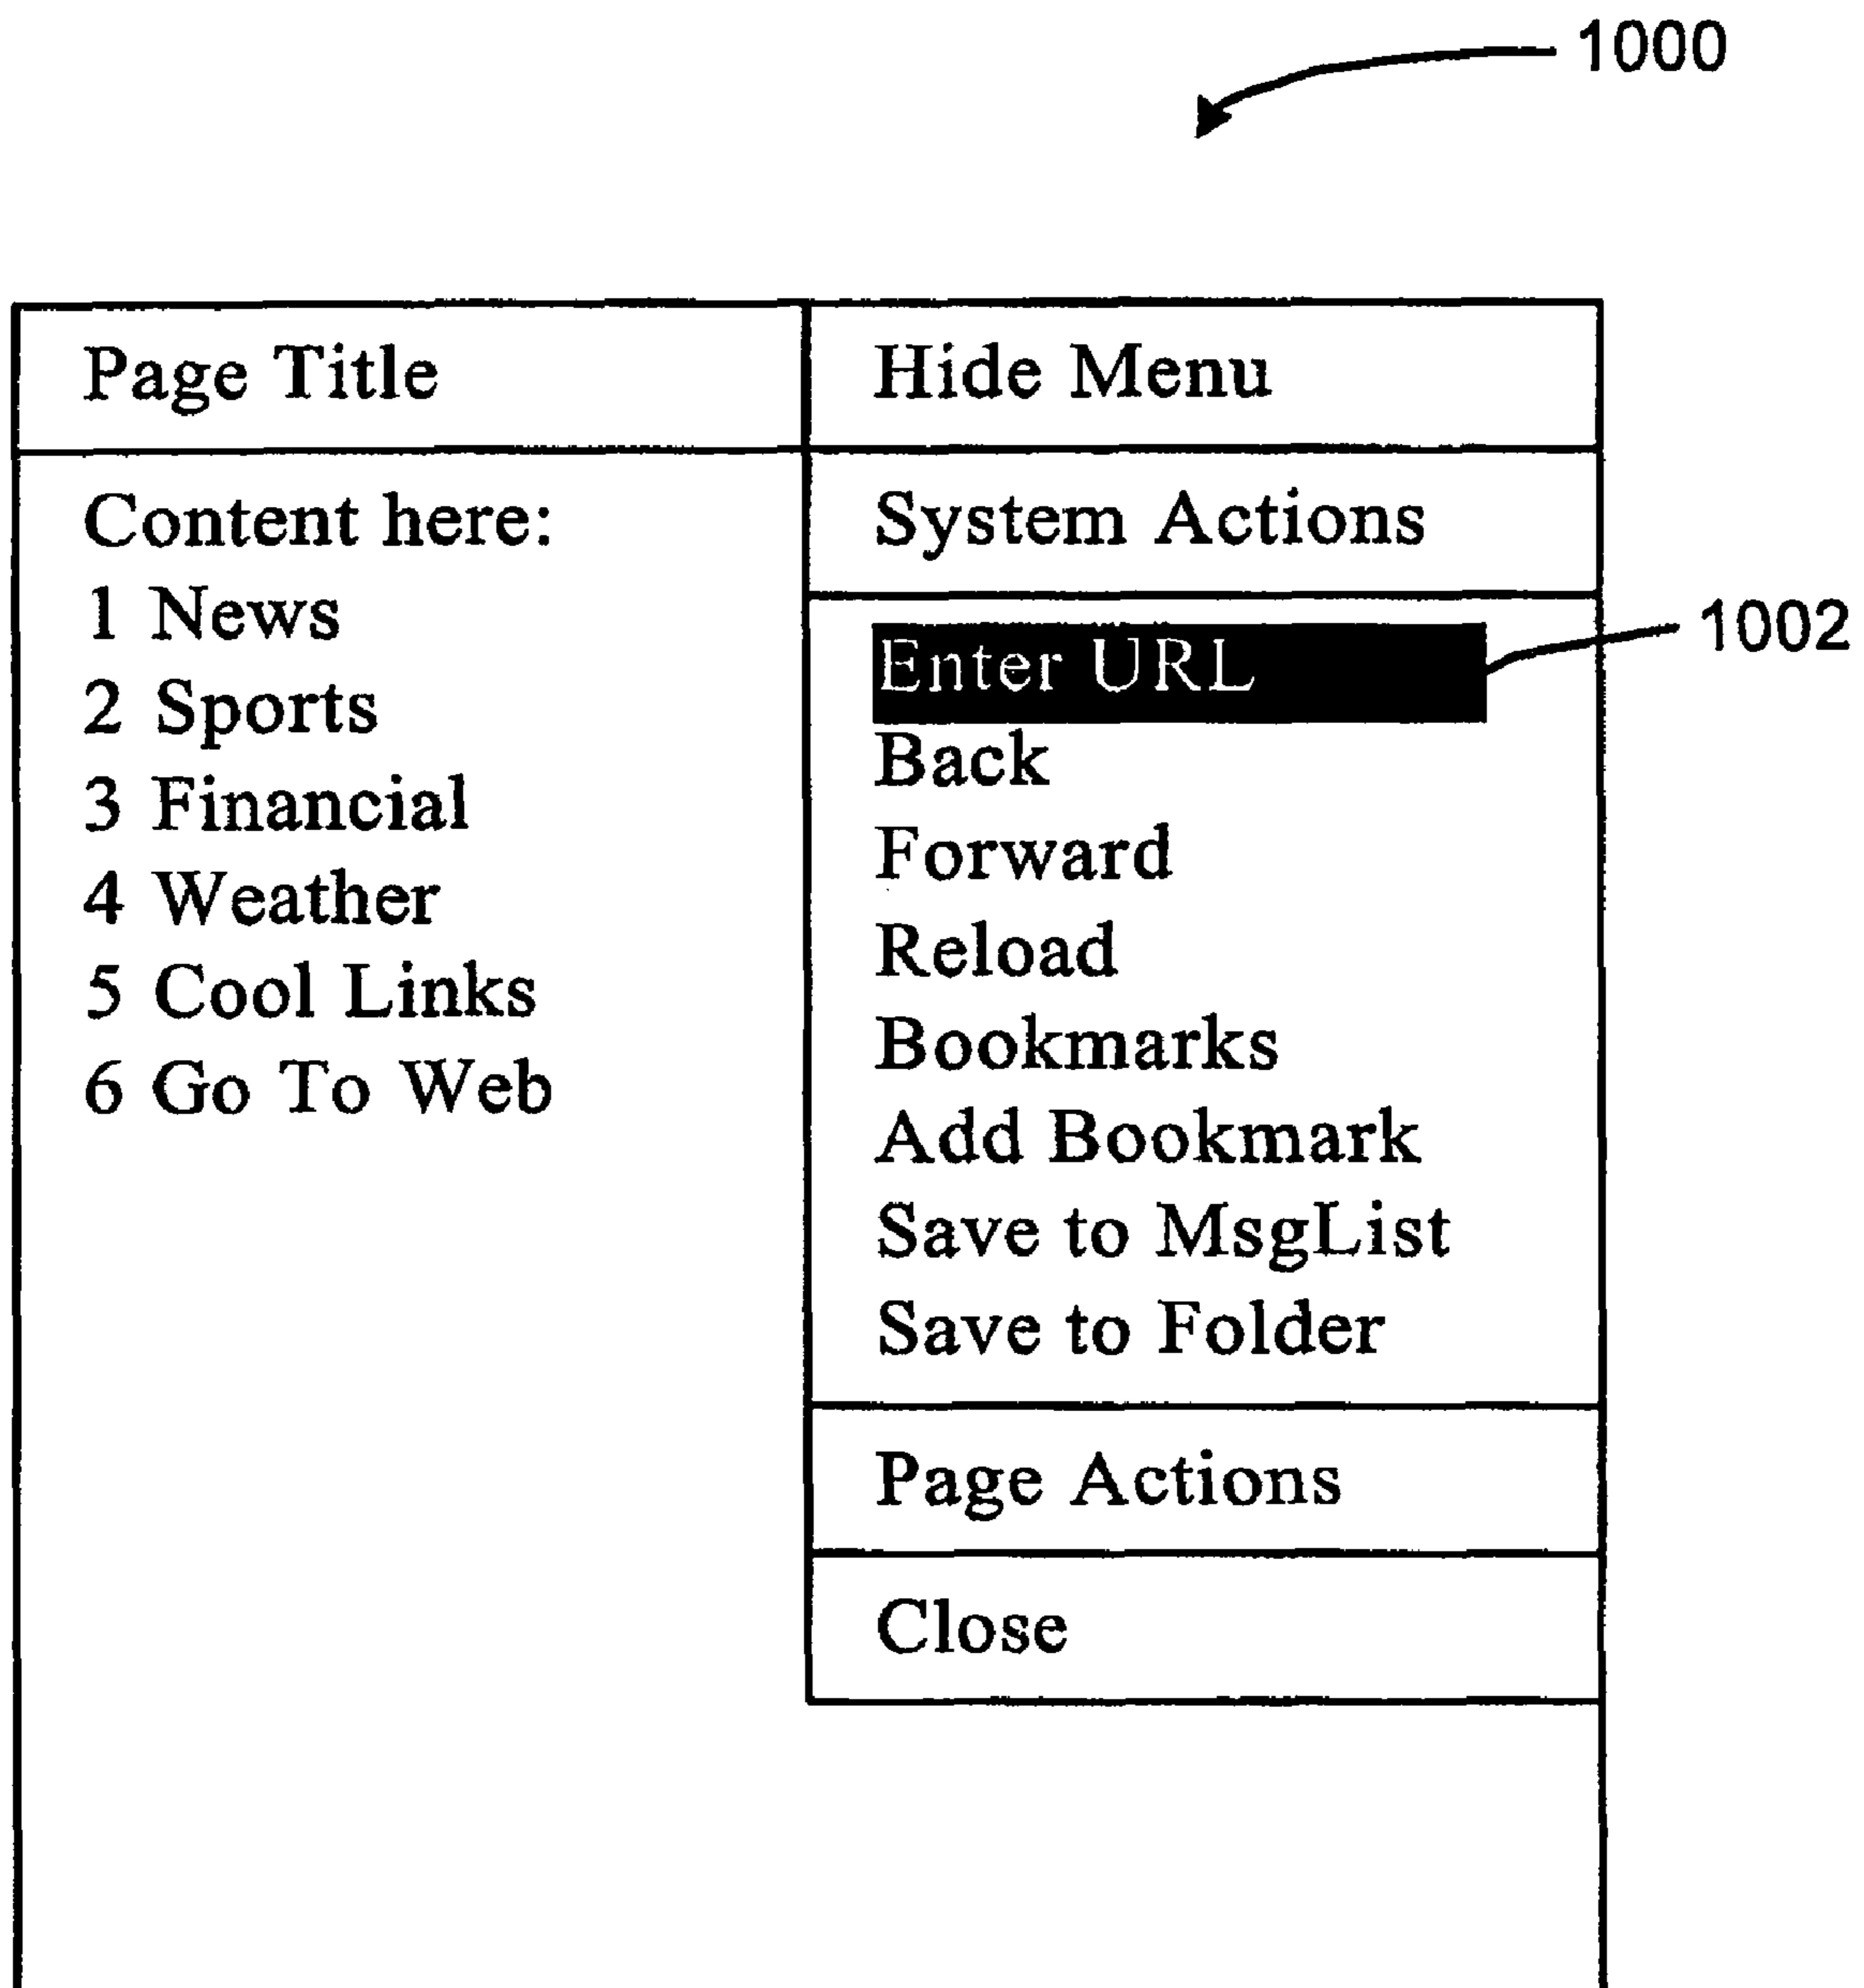 1000
Page Title
Hide Menu
Content here:
1 News
2 Sports
3 Financial
4 Weather
5 Cool Links
6 Go To Web
System Actions
Enter URL
1002
Back
Forward
Reload
Bookmarks
Add Bookmark
Save to MsgList
Save to Folder
Page Actions
Close